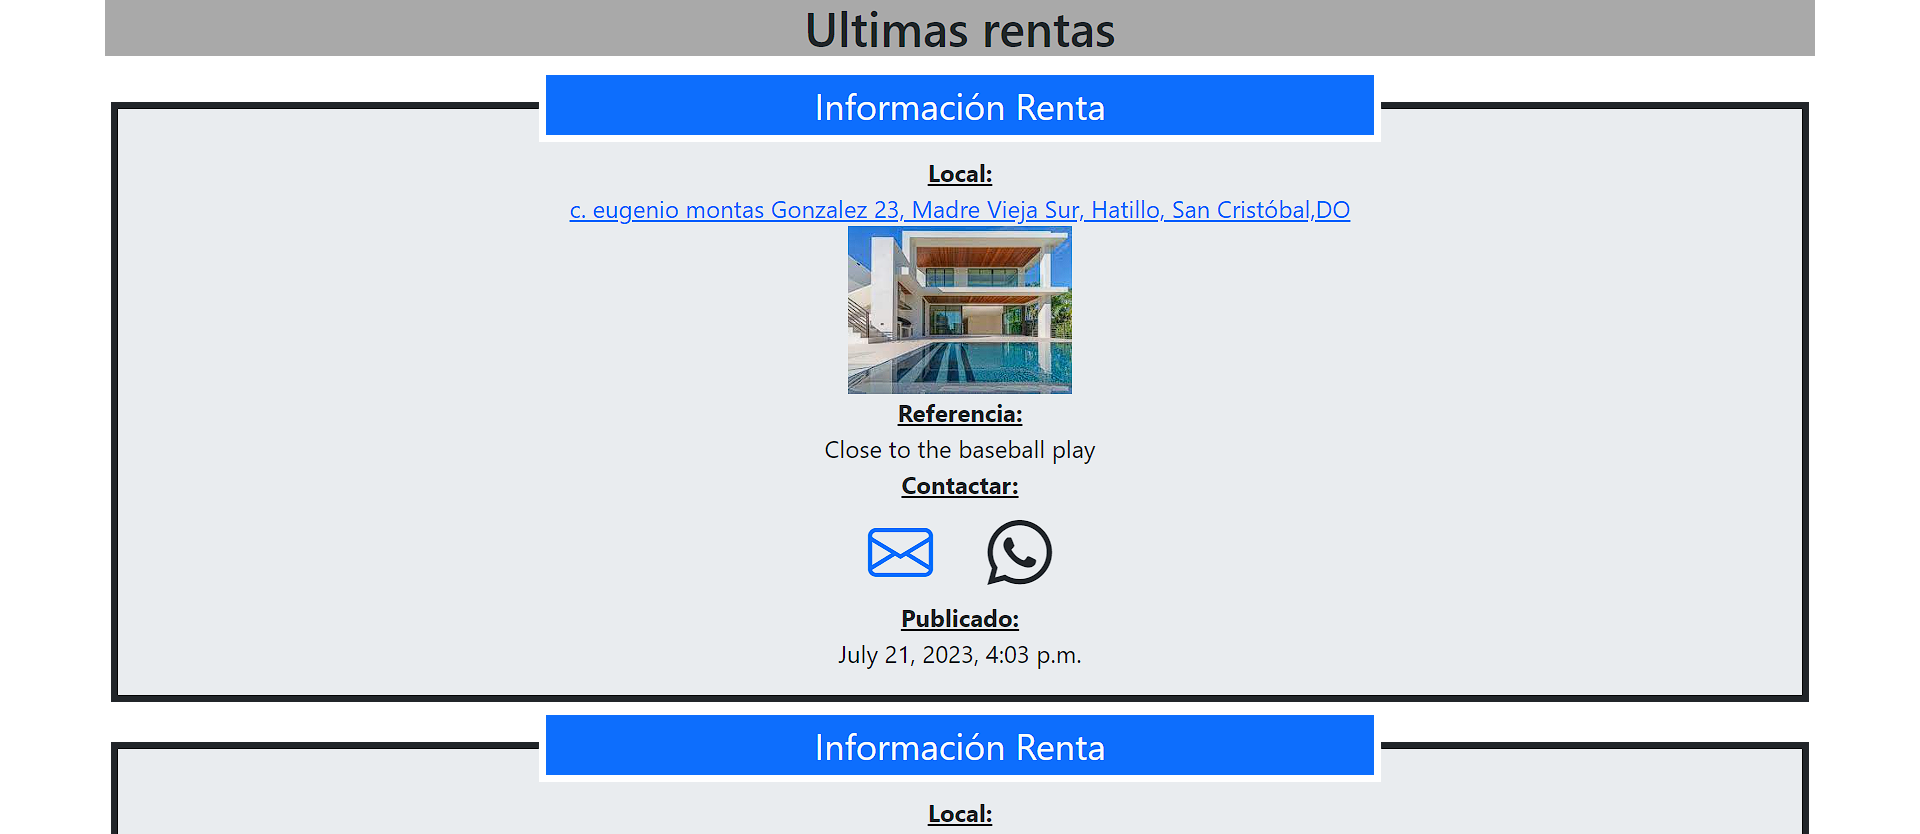 Ultimas rentas
Información Renta
Local:
c. eugenio montas Gonzalez 23, Madre Vieja Sur, Hatillo, San Cristóbal,DO
Referencia:
Close to the baseball play
Contactar:
Publicado:
July 21, 2023, 4:03 p.m.
Información Renta
Local: